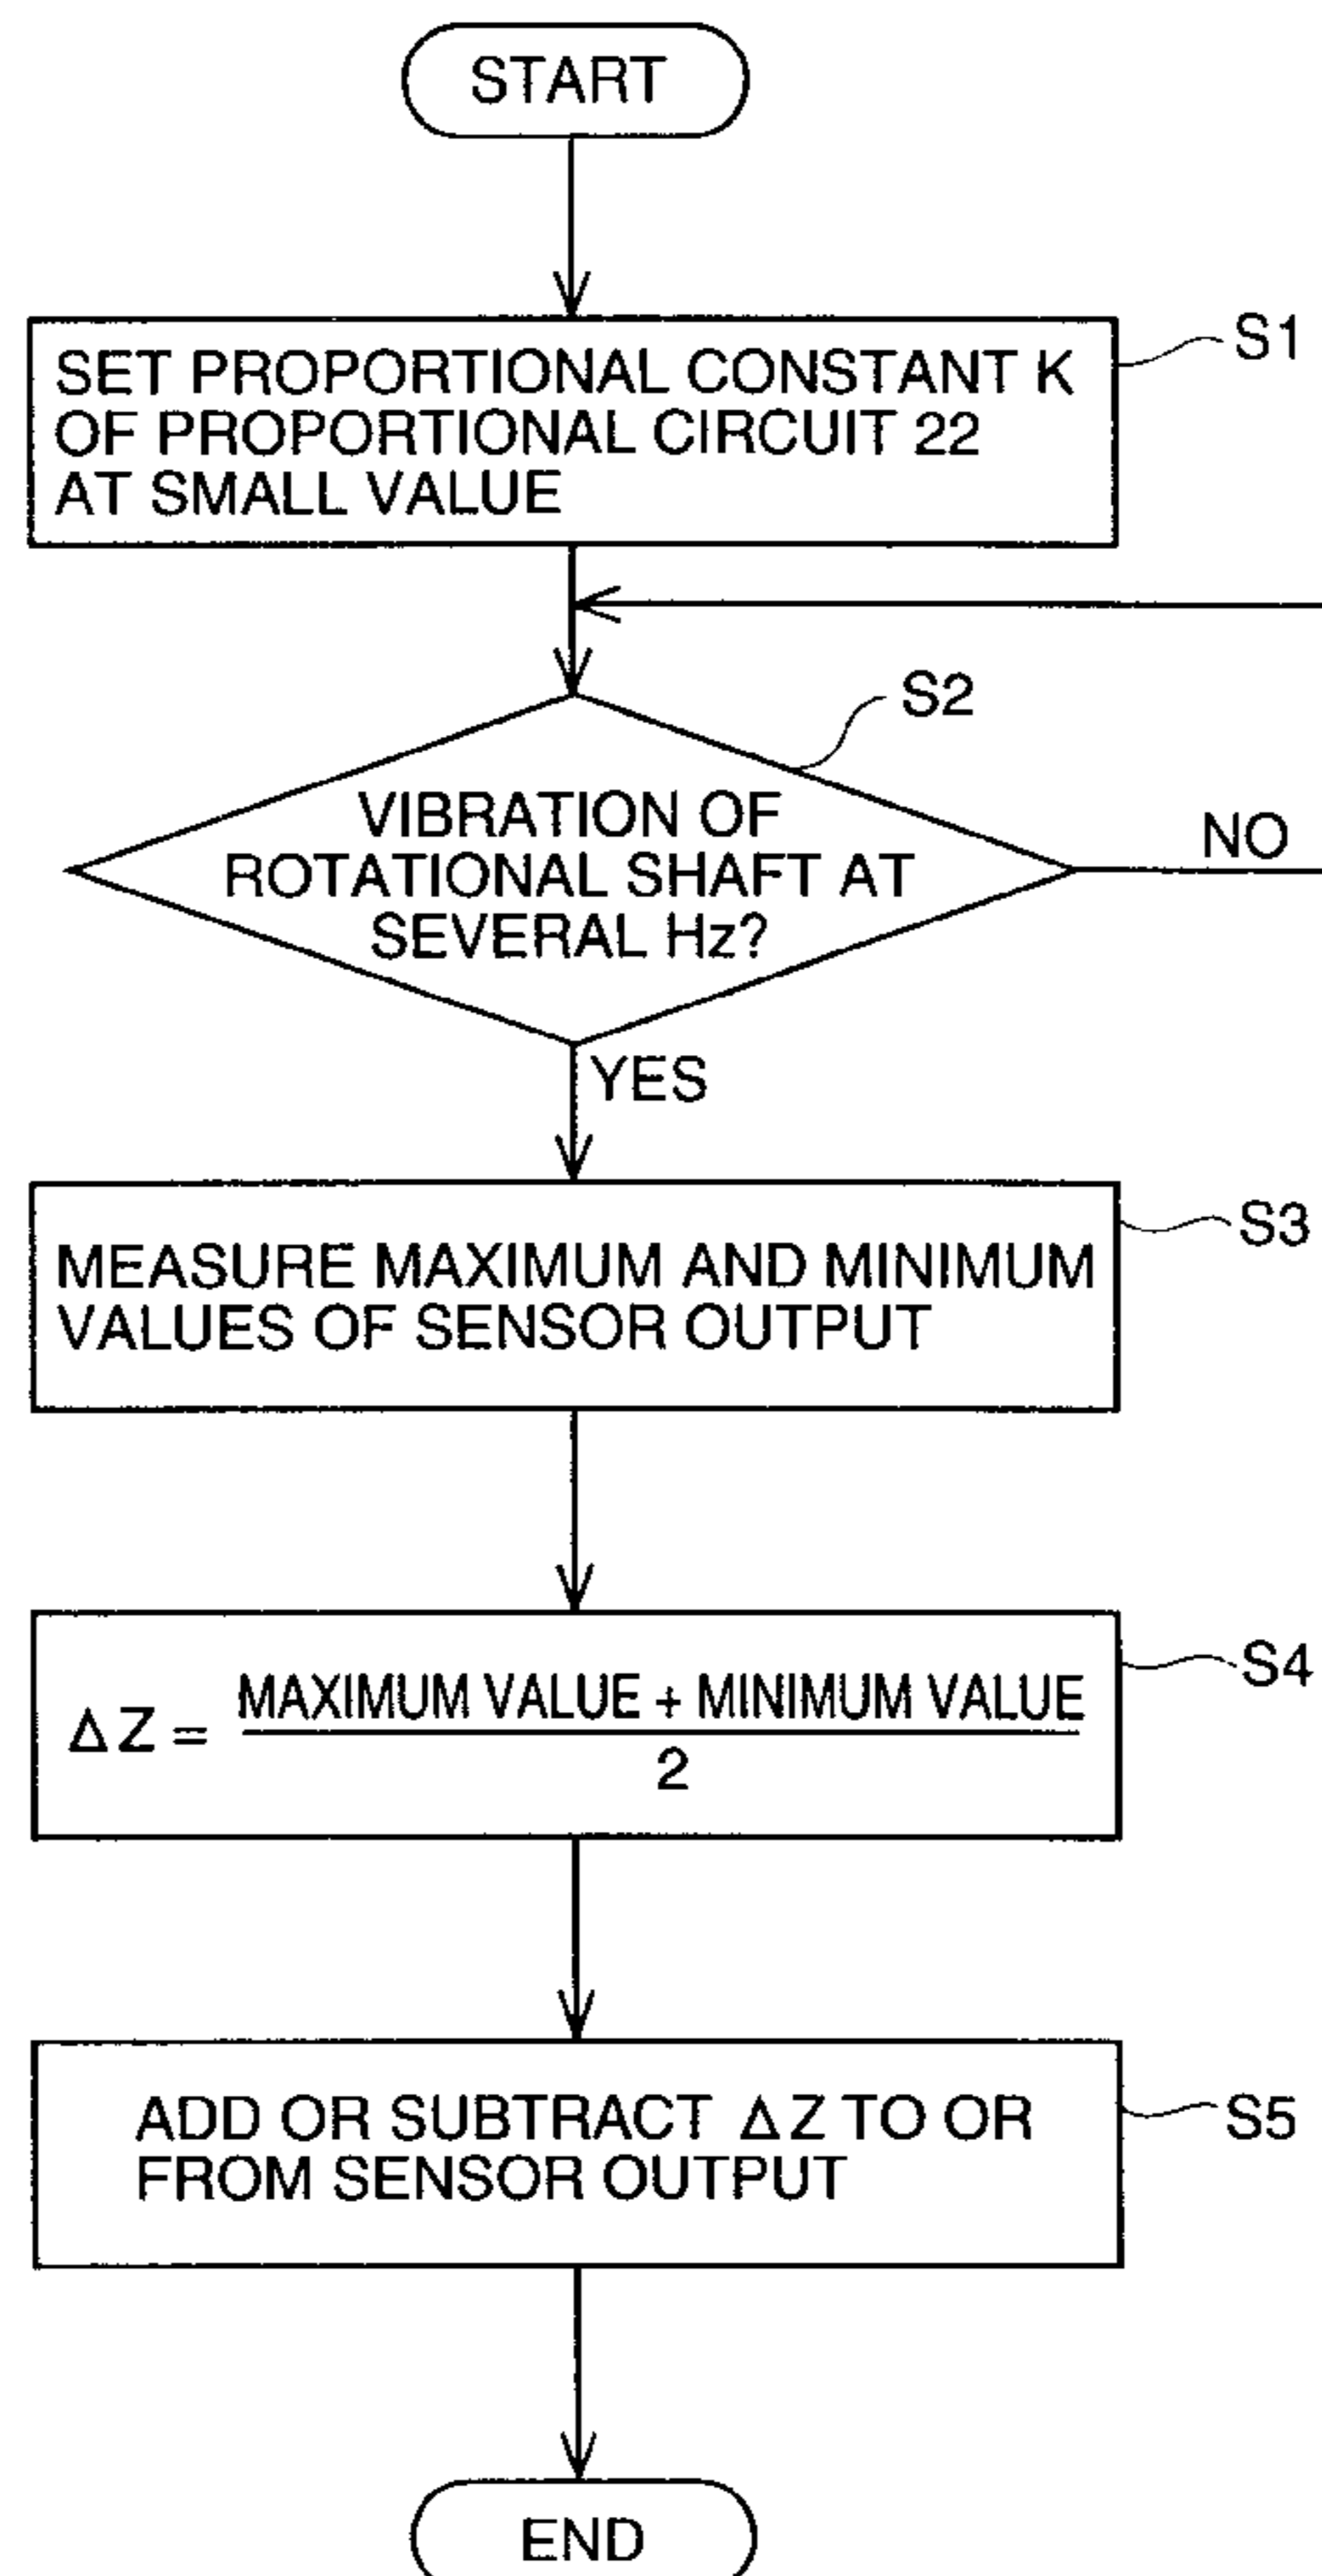 START
SET PROPORTIONAL CONSTANT K
OF PROPORTIONAL CIRCUIT 22
AT SMALL VALUE
S1
S2
VIBRATION OF
ROTATIONAL SHAFT AT
SEVERAL Hz?
NO
YES
MEASURE MAXIMUM AND MINIMUM
VALUES OF SENSOR OUTPUT
S3
ΔZ = MAXIMUM VALUE + MINIMUM VALUE
2
S4
ADD OR SUBTRACT ΔZ TO OR
FROM SENSOR OUTPUT
S5
END